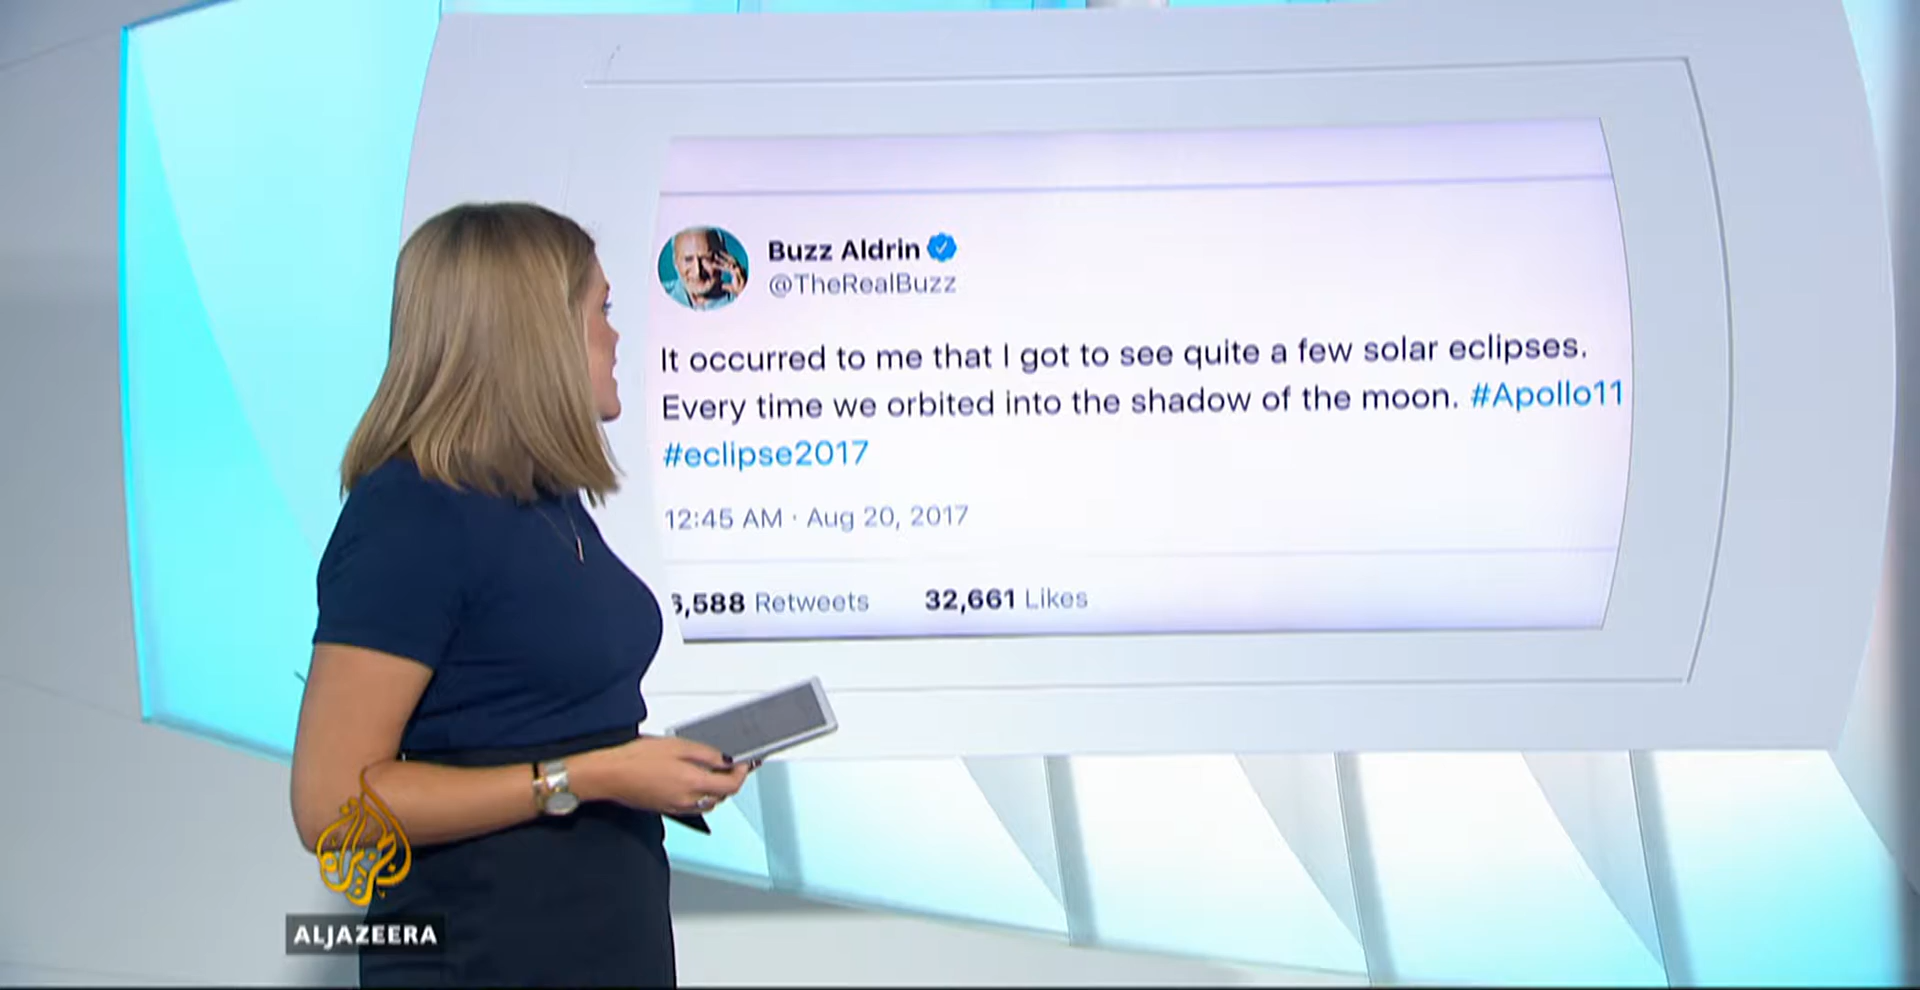 Buzz Aldrin
@TheRealBuzz
It occurred to me that I got to see quite a few solar eclipses.
Every time we orbited into the shadow of the moon. #Apollo11
#eclipse2017
12:45 AM · Aug 20, 2017
,588 Retweets 32,661 Likes
الجزيرة
ALJAZEERA